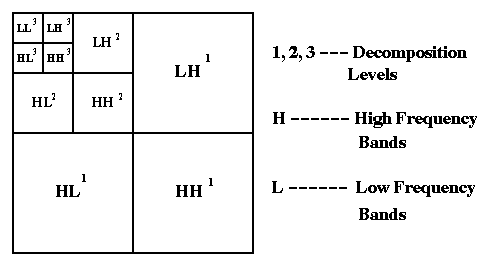 LL³ LH³
HL³ HH³
LH²
HL² HH²
LH¹
HL¹ HH¹
1, 2, 3 --- Decomposition
Levels
H ------ High Frequency
Bands
L ------ Low Frequency
Bands